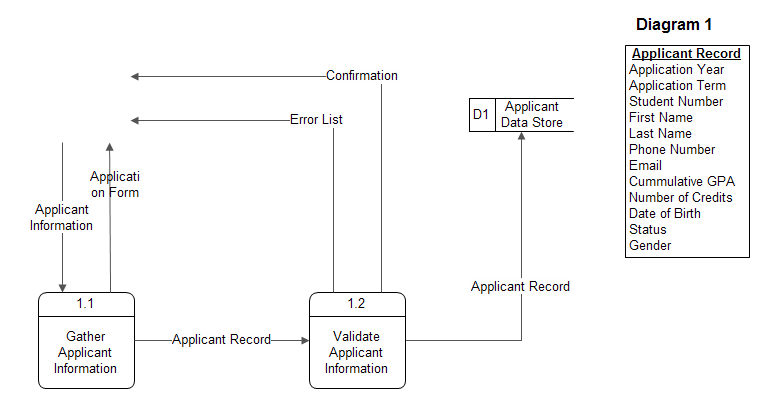 Diagram 1
Applicant Record
Application Year
Application Term
Student Number
First Name
Last Name
Phone Number
Email
Cummulative GPA
Number of Credits
Date of Birth
Status
Gender
Confirmation
Error List
D1
Applicant
Data Store
Applicati
on Form
Applicant
Information
Applicant Record
1.1
Gather
Applicant
Information
Applicant Record
1.2
Validate
Applicant
Information